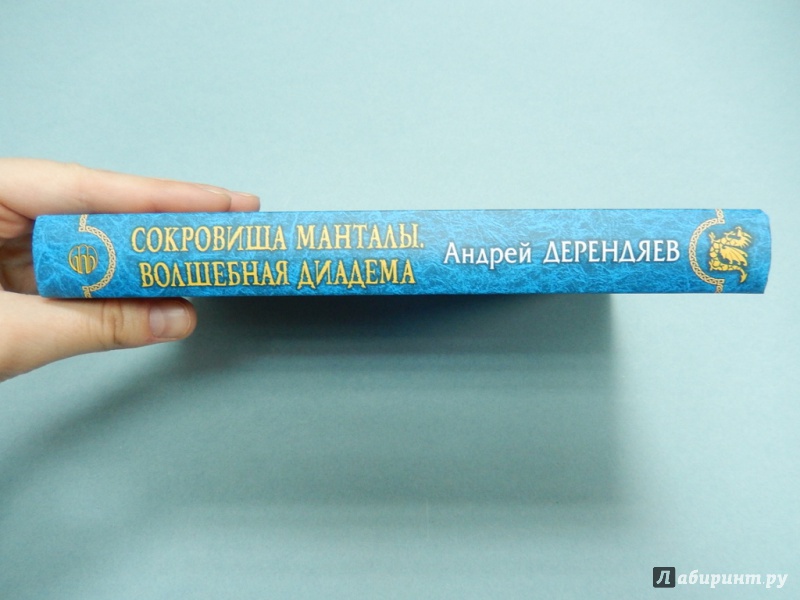 СОКРОВИЩА МАНТАЛЫ.
ВОЛШЕБНАЯ ДИАДЕМА
Андрей ДЕРЕНДЯЕВ
Лабиринт.ру